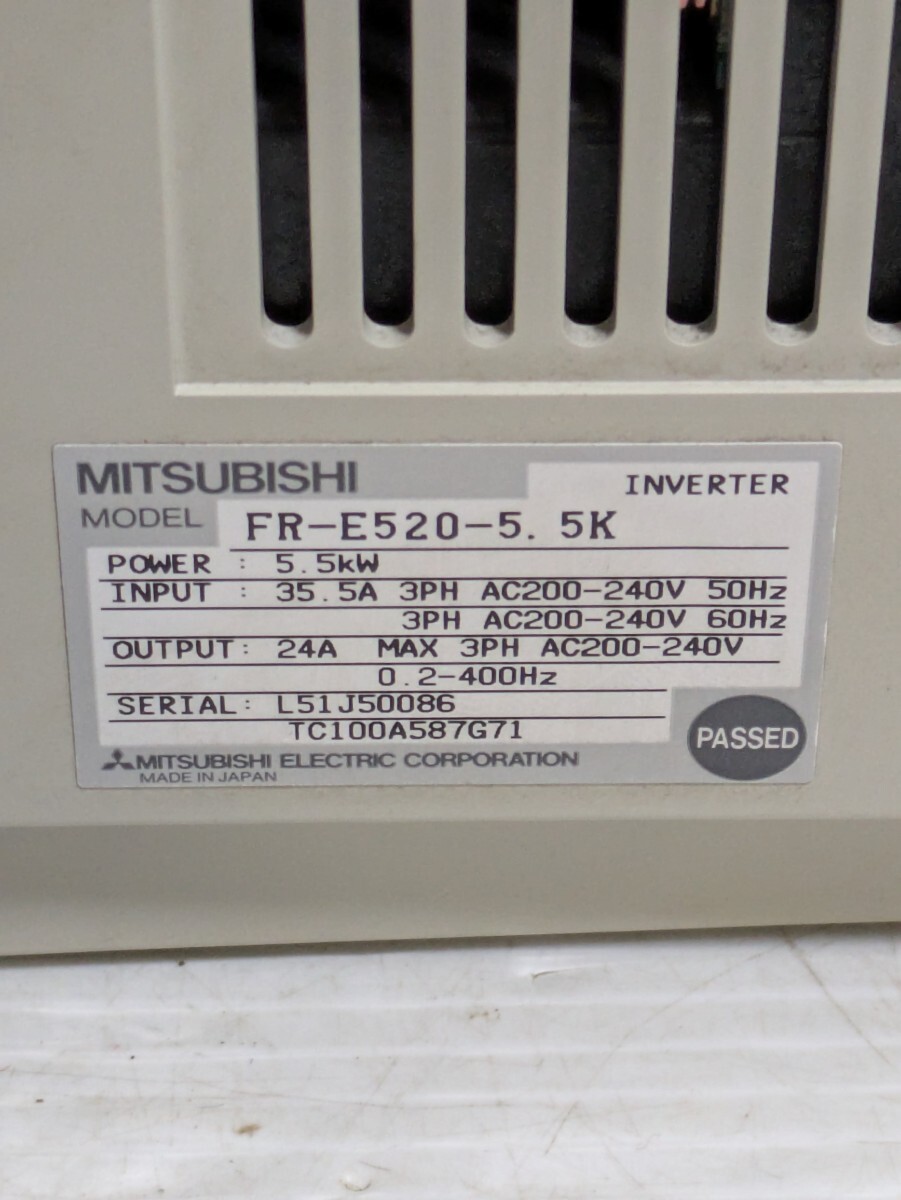 MITSUBISHI INVERTER
MODEL FR-E520-5.5K
POWER : 5.5kW
INPUT : 35.5A 3PH AC200-240V 50Hz
3PH AC200-240V 60Hz
OUTPUT: 24A MAX 3PH AC200-240V
0.2-400Hz
SERIAL: L51J50086
TC100A587G71
PASSED
MITSUBISHI ELECTRIC CORPORATION
MADE IN JAPAN